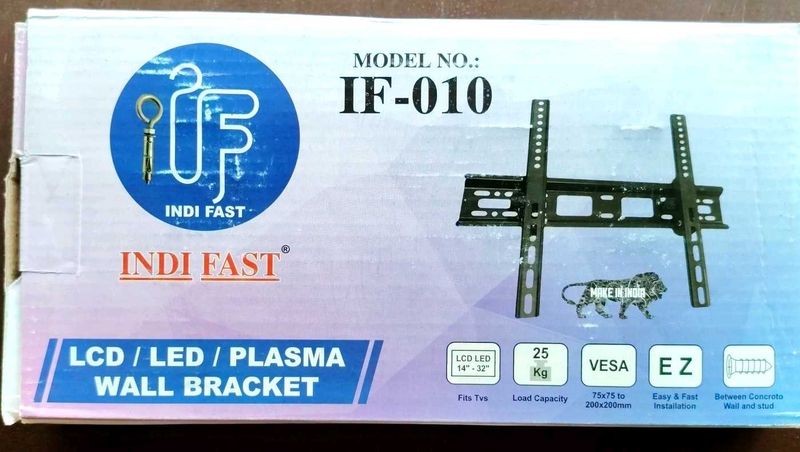 MODEL NO.:
IF-010
IF
INDI FAST
INDI FAST®
MAKE IN INDIA
LCD / LED / PLASMA
WALL BRACKET
LCD LED
14" - 32"
Fits Tvs
25
Kg
Load Capacity
VESA
75x75 to
200x200mm
E Z
Easy & Fast
Installation
Between Concroto
Wall and stud